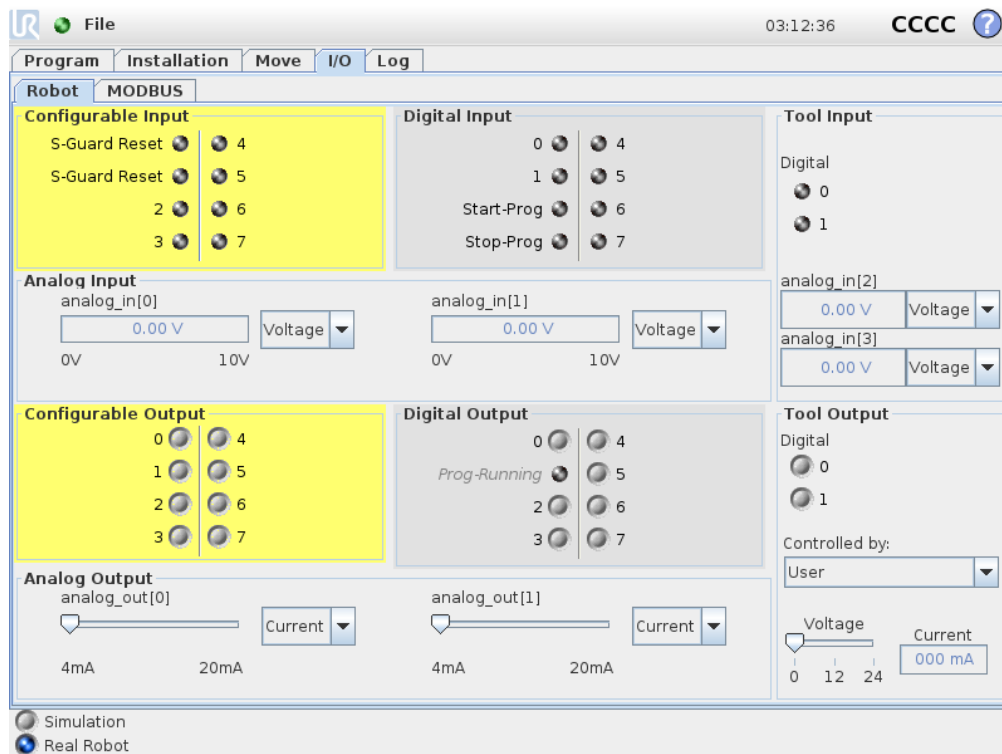 UR File 03:12:36 CCCC ?
Program Installation Move I/O Log
Robot MODBUS
Configurable Input
S-Guard Reset 4
S-Guard Reset 5
2 6
3 7
Digital Input
0 4
1 5
Start-Prog 6
Stop-Prog 7
Tool Input
Digital
0
1
analog_in[2]
0.00 V Voltage
analog_in[3]
0.00 V Voltage
Analog Input
analog_in[0]
0.00 V Voltage
0V 10V
analog_in[1]
0.00 V Voltage
0V 10V
Configurable Output
0 4
1 5
2 6
3 7
Digital Output
0 4
Prog-Running 5
2 6
3 7
Tool Output
Digital
0
1
Controlled by:
User
Voltage
0 12 24
Current
000 mA
Analog Output
analog_out[0]
Current
4mA 20mA
analog_out[1]
Current
4mA 20mA
Simulation
Real Robot